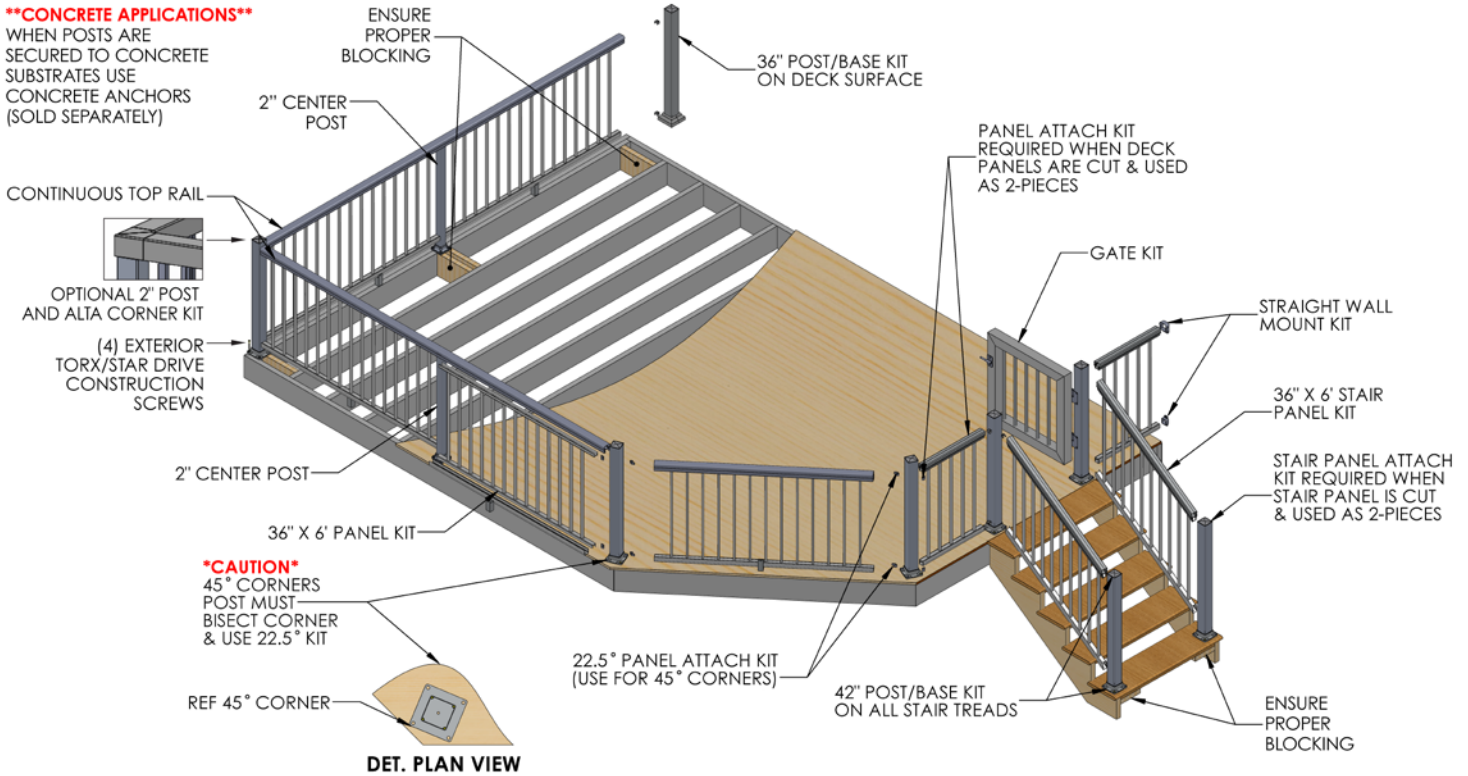 **CONCRETE APPLICATIONS**
WHEN POSTS ARE
SECURED TO CONCRETE
SUBSTRATES USE
CONCRETE ANCHORS
(SOLD SEPARATELY)
ENSURE
PROPER
BLOCKING
36" POST/BASE KIT
ON DECK SURFACE
2" CENTER
POST
PANEL ATTACH KIT
REQUIRED WHEN DECK
PANELS ARE CUT & USED
AS 2-PIECES
CONTINUOUS TOP RAIL
GATE KIT
OPTIONAL 2" POST
AND ALTA CORNER KIT
STRAIGHT WALL
MOUNT KIT
(4) EXTERIOR
TORX/STAR DRIVE
CONSTRUCTION
SCREWS
36" X 6' STAIR
PANEL KIT
2" CENTER POST
STAIR PANEL ATTACH
KIT REQUIRED WHEN
STAIR PANEL IS CUT
& USED AS 2-PIECES
36" X 6' PANEL KIT
*CAUTION*
45° CORNERS
POST MUST
BISECT CORNER
& USE 22.5° KIT
22.5° PANEL ATTACH KIT
(USE FOR 45° CORNERS)
42" POST/BASE KIT
ON ALL STAIR TREADS
REF 45° CORNER
ENSURE
PROPER
BLOCKING
DET. PLAN VIEW